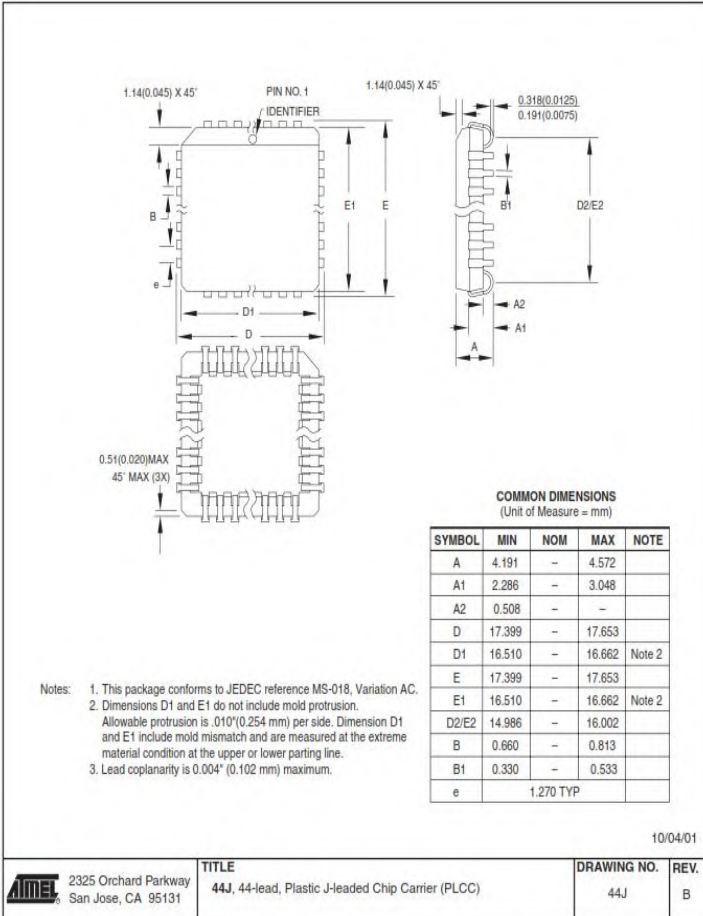 1.14(0.045) X 45˚
PIN NO. 1
IDENTIFIER
1.14(0.045) X 45˚
0.318(0.0125)
0.191(0.0075)
B
E1
E
B1
D2/E2
e
D1
D
A2
A1
A
0.51(0.020)MAX
45˚ MAX (3X)
COMMON DIMENSIONS
(Unit of Measure = mm)
SYMBOL MIN NOM MAX NOTE
A 4.191 – 4.572
A1 2.286 – 3.048
A2 0.508 – –
D 17.399 – 17.653
D1 16.510 – 16.662 Note 2
E 17.399 – 17.653
E1 16.510 – 16.662 Note 2
D2/E2 14.986 – 16.002
B 0.660 – 0.813
B1 0.330 – 0.533
e 1.270 TYP
Notes: 1. This package conforms to JEDEC reference MS-018, Variation AC.
2. Dimensions D1 and E1 do not include mold protrusion.
Allowable protrusion is .010"(0.254 mm) per side. Dimension D1
and E1 include mold mismatch and are measured at the extreme
material condition at the upper or lower parting line.
3. Lead coplanarity is 0.004" (0.102 mm) maximum.
10/04/01
ATMEL
2325 Orchard Parkway
San Jose, CA 95131
TITLE
44J, 44-lead, Plastic J-leaded Chip Carrier (PLCC)
DRAWING NO.
44J
REV.
B